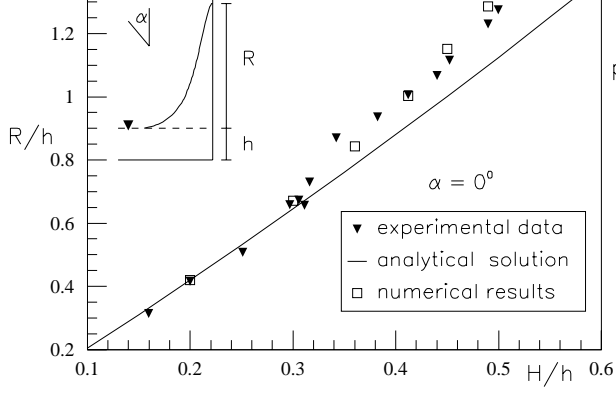 1.2
α
R
1
R/h
h
0.8
α = 0°
0.6
experimental data
analytical solution
0.4
numerical results
0.2
0.1 0.2 0.3 0.4 0.5 0.6
H/h